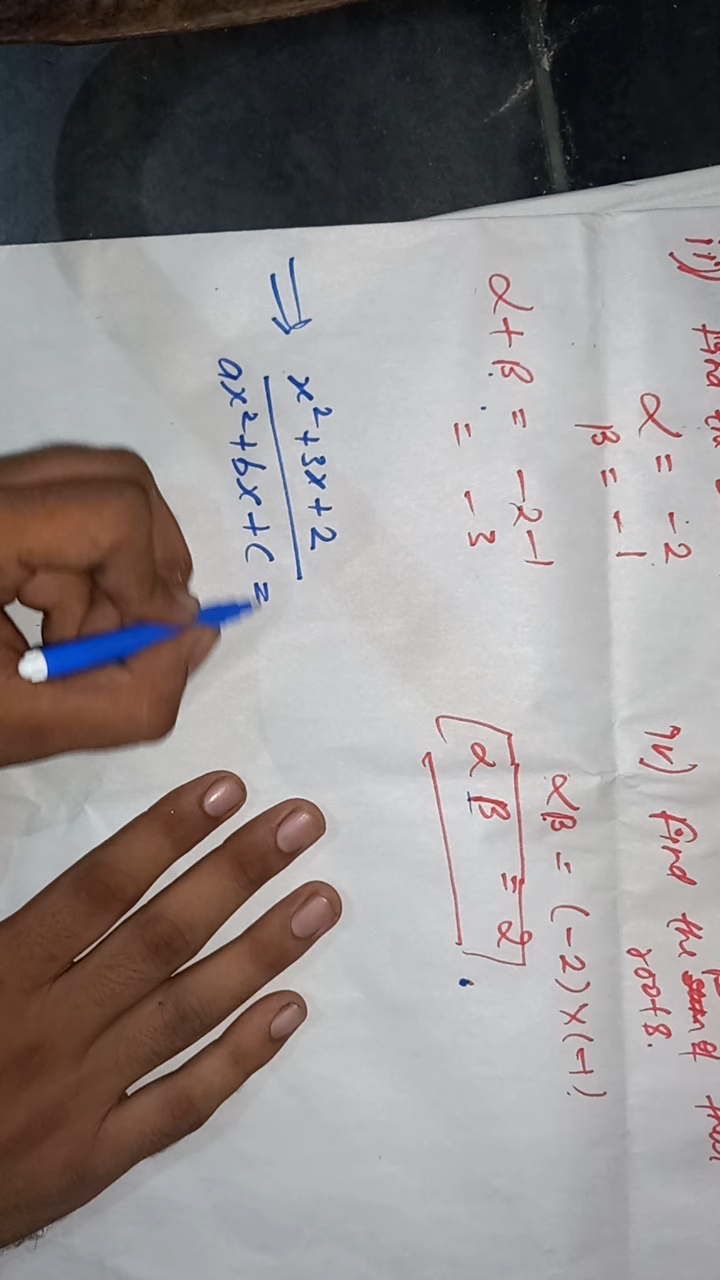 iii) find the
α = -2
β = -1
α + β = -2-1
= -3
iv) find the of their
roots.
αβ = (-2)×(-1)
αβ = 2
⇒ x²+3x+2
ax²+bx+c =